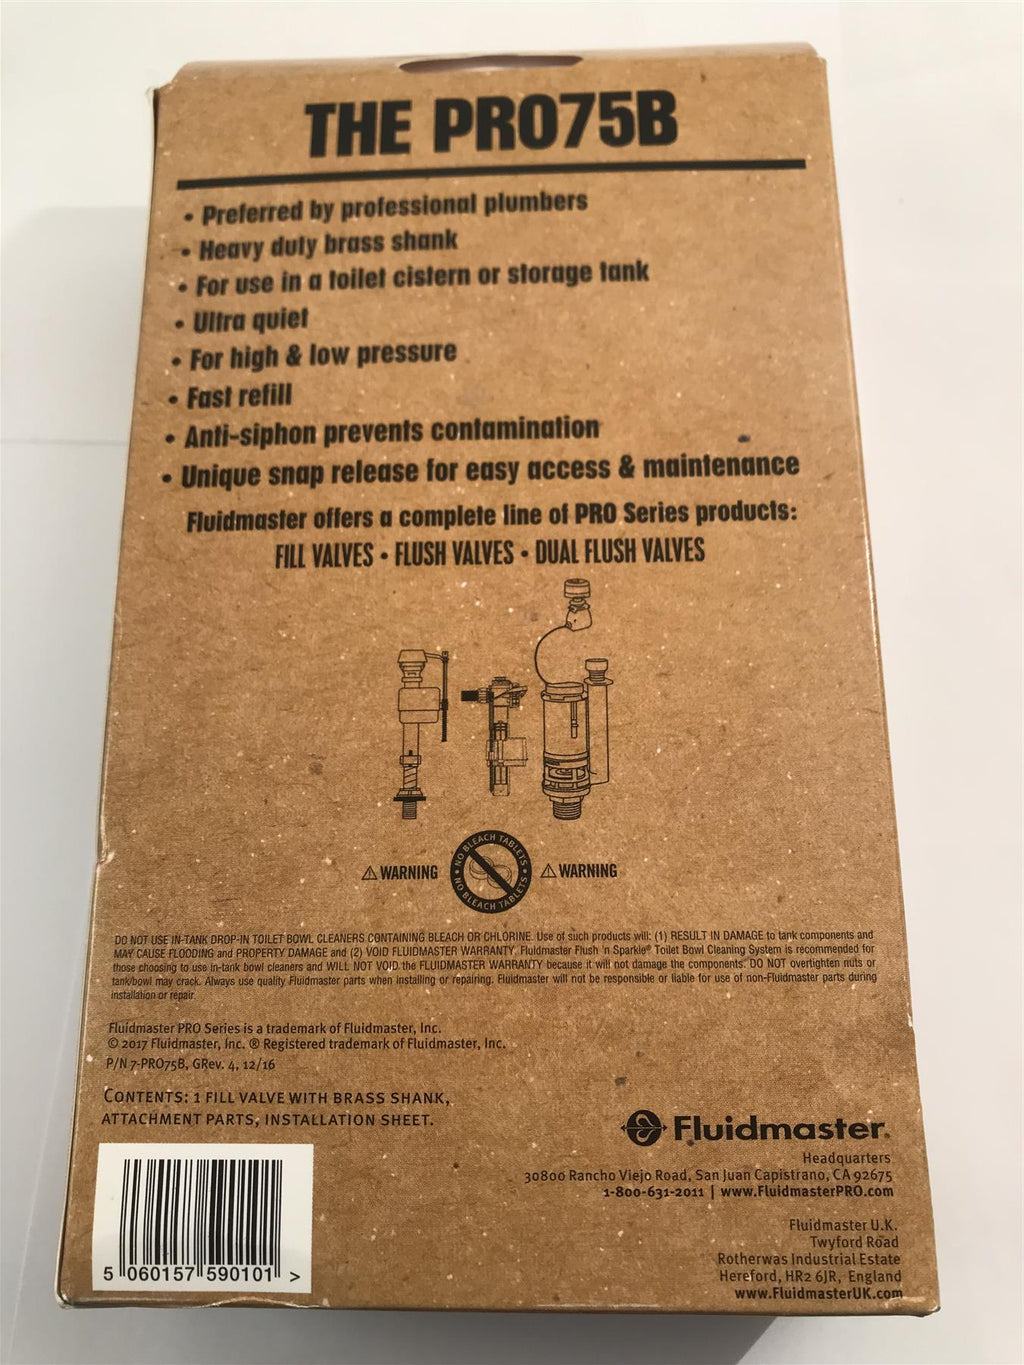 THE PRO75B
• Preferred by professional plumbers
• Heavy duty brass shank
• For use in a toilet cistern or storage tank
• Ultra quiet
• For high & low pressure
• Fast refill
• Anti-siphon prevents contamination
• Unique snap release for easy access & maintenance
Fluidmaster offers a complete line of PRO Series products:
FILL VALVES • FLUSH VALVES • DUAL FLUSH VALVES
⚠ WARNING
• NO BLEACH TABLETS • NO BLEACH TABLETS
⚠ WARNING
DO NOT USE IN-TANK DROP-IN TOILET BOWL CLEANERS CONTAINING BLEACH OR CHLORINE. Use of such products will: (1) RESULT IN DAMAGE to tank components and
MAY CAUSE FLOODING and PROPERTY DAMAGE and (2) VOID FLUIDMASTER WARRANTY. Fluidmaster Flush 'n Sparkle® Toilet Bowl Cleaning System is recommended for
those choosing to use in-tank bowl cleaners and WILL NOT VOID the FLUIDMASTER WARRANTY because it will not damage the components. DO NOT overtighten nuts or
tank/bowl may crack. Always use quality Fluidmaster parts when installing or repairing. Fluidmaster will not be responsible or liable for use of non-Fluidmaster parts during
installation or repair.
Fluidmaster PRO Series is a trademark of Fluidmaster, Inc.
© 2017 Fluidmaster, Inc. ® Registered trademark of Fluidmaster, Inc.
P/N 7-PRO75B, GRev. 4, 12/16
CONTENTS: 1 FILL VALVE WITH BRASS SHANK,
ATTACHMENT PARTS, INSTALLATION SHEET.
Fluidmaster®
Headquarters
30800 Rancho Viejo Road, San Juan Capistrano, CA 92675
1-800-631-2011 | www.FluidmasterPRO.com
Fluidmaster U.K.
Twyford Road
Rotherwas Industrial Estate
Hereford, HR2 6JR, England
www.FluidmasterUK.com
5 060157 590101 >